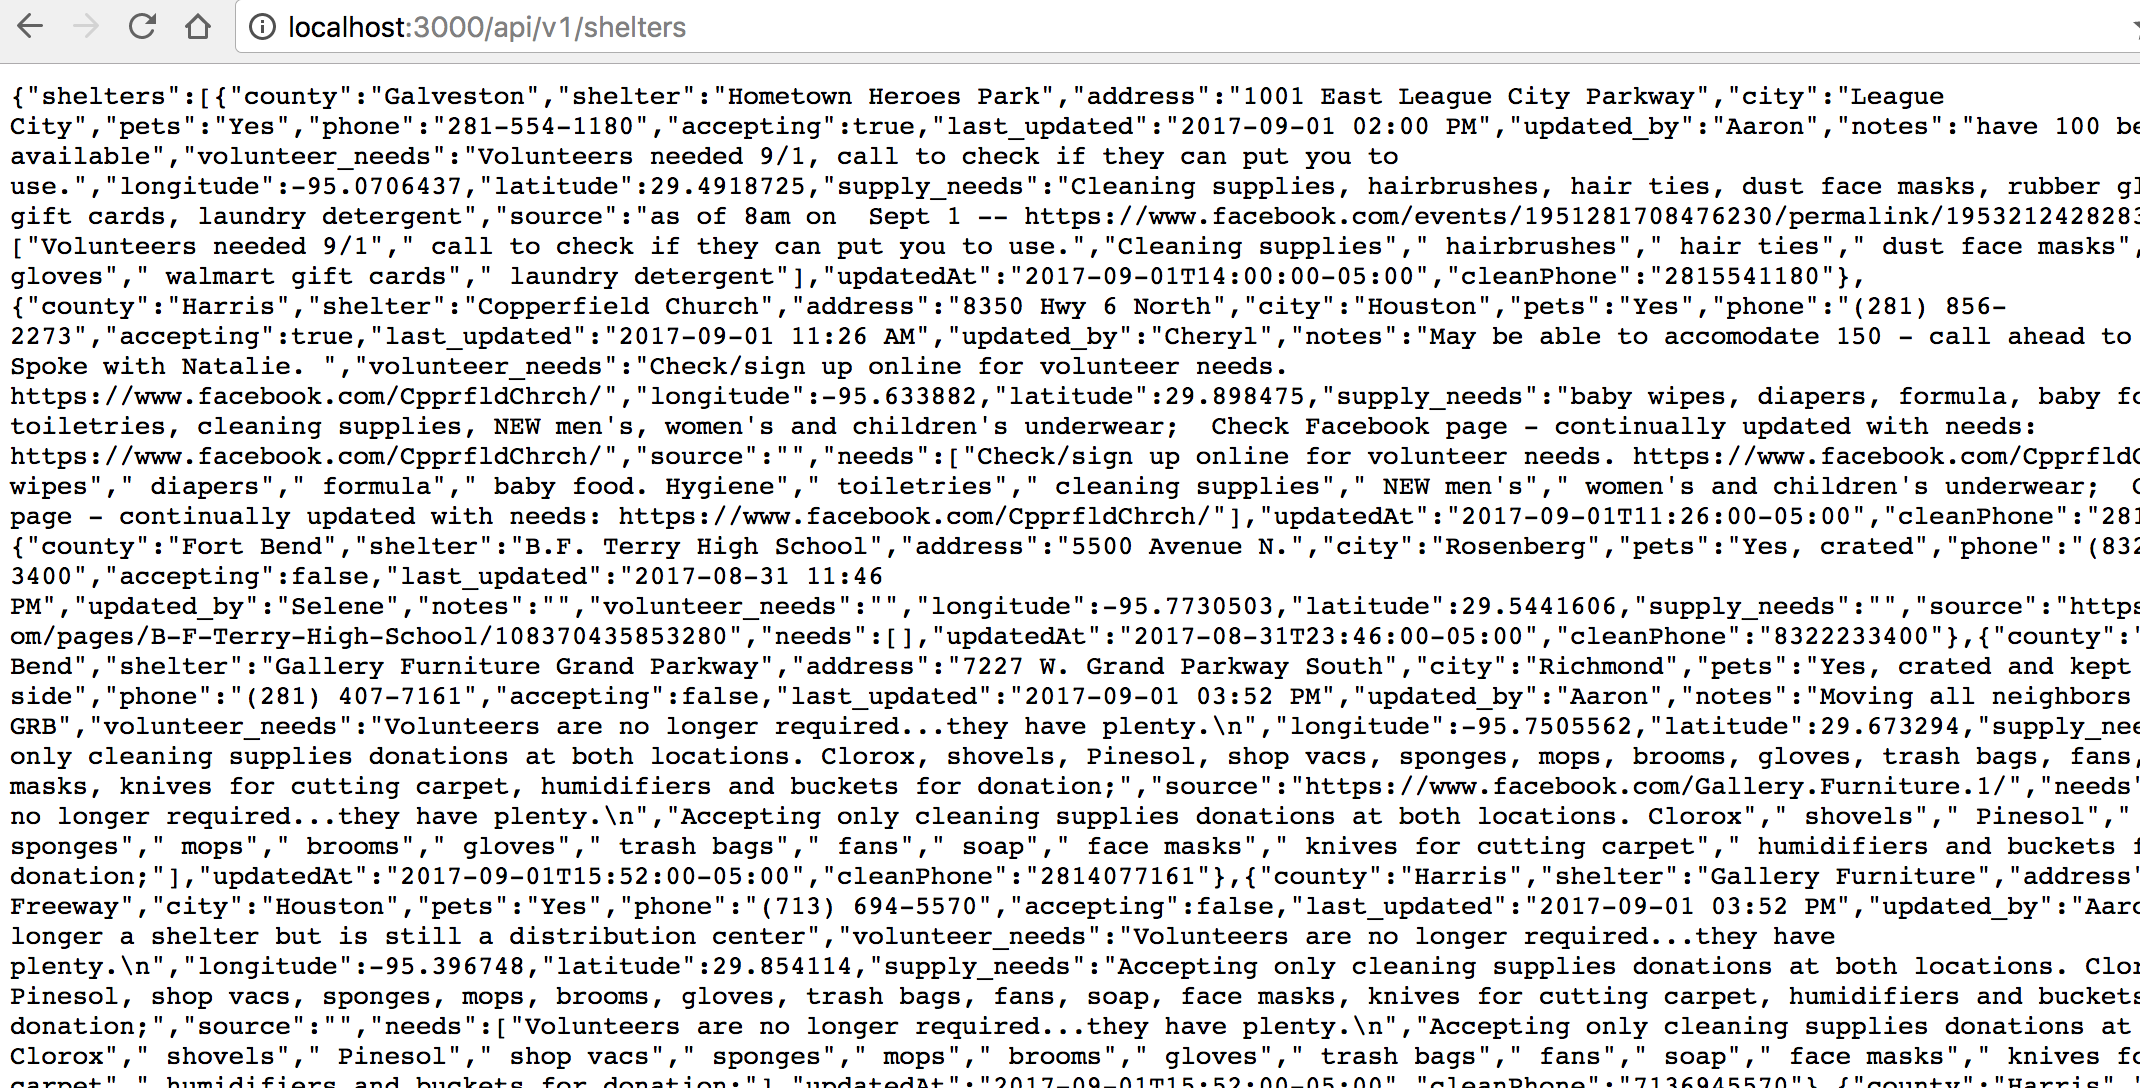 localhost:3000/api/v1/shelters
{"shelters":[{"county":"Galveston","shelter":"Hometown Heroes Park","address":"1001 East League City Parkway","city":"League
City","pets":"Yes","phone":"281-554-1180","accepting":true,"last_updated":"2017-09-01 02:00 PM","updated_by":"Aaron","notes":"have 100
available","volunteer_needs":"Volunteers needed 9/1, call to check if they can put you to
use.","longitude":-95.0706437,"latitude":29.4918725,"supply_needs":"Cleaning supplies, hairbrushes, hair ties, dust face masks, rubber
gift cards, laundry detergent","source":"as of 8am on  Sept 1 -- https://www.facebook.com/events/1951281708476230/permalink/195321242828
["Volunteers needed 9/1"," call to check if they can put you to use.","Cleaning supplies"," hairbrushes"," hair ties"," dust face masks",
gloves"," walmart gift cards"," laundry detergent"],"updatedAt":"2017-09-01T14:00:00-05:00","cleanPhone":"2815541180"},
{"county":"Harris","shelter":"Copperfield Church","address":"8350 Hwy 6 North","city":"Houston","pets":"Yes","phone":"(281) 856-
2273","accepting":true,"last_updated":"2017-09-01 11:26 AM","updated_by":"Cheryl","notes":"May be able to accomodate 150 - call ahead to
Spoke with Natalie. ","volunteer_needs":"Check/sign up online for volunteer needs.
https://www.facebook.com/CpprfldChrch/","longitude":-95.633882,"latitude":29.898475,"supply_needs":"baby wipes, diapers, formula, baby
toiletries, cleaning supplies, NEW men's, women's and children's underwear;  Check Facebook page - continually updated with needs:
https://www.facebook.com/CpprfldChrch/","source":"","needs":["Check/sign up online for volunteer needs. https://www.facebook.com/Cpprfld
wipes"," diapers"," formula"," baby food. Hygiene"," toiletries"," cleaning supplies"," NEW men's"," women's and children's underwear;
page - continually updated with needs: https://www.facebook.com/CpprfldChrch/"],"updatedAt":"2017-09-01T11:26:00-05:00","cleanPhone":"281
{"county":"Fort Bend","shelter":"B.F. Terry High School","address":"5500 Avenue N.","city":"Rosenberg","pets":"Yes, crated","phone":"(832
3400","accepting":false,"last_updated":"2017-08-31 11:46
PM","updated_by":"Selene","notes":"","volunteer_needs":"","longitude":-95.7730503,"latitude":29.5441606,"supply_needs":"","source":"https
om/pages/B-F-Terry-High-School/108370435853280","needs":[],"updatedAt":"2017-08-31T23:46:00-05:00","cleanPhone":"8322233400"},{"county":"
Bend","shelter":"Gallery Furniture Grand Parkway","address":"7227 W. Grand Parkway South","city":"Richmond","pets":"Yes, crated and kept
side","phone":"(281) 407-7161","accepting":false,"last_updated":"2017-09-01 03:52 PM","updated_by":"Aaron","notes":"Moving all neighbors
GRB","volunteer_needs":"Volunteers are no longer required...they have plenty.\n","longitude":-95.7505562,"latitude":29.673294,"supply_nee
only cleaning supplies donations at both locations. Clorox, shovels, Pinesol, shop vacs, sponges, mops, brooms, gloves, trash bags, fans,
masks, knives for cutting carpet, humidifiers and buckets for donation;","source":"https://www.facebook.com/Gallery.Furniture.1/","needs"
no longer required...they have plenty.\n","Accepting only cleaning supplies donations at both locations. Clorox"," shovels"," Pinesol","
sponges"," mops"," brooms"," gloves"," trash bags"," fans"," soap"," face masks"," knives for cutting carpet"," humidifiers and buckets
donation;"],"updatedAt":"2017-09-01T15:52:00-05:00","cleanPhone":"2814077161"},{"county":"Harris","shelter":"Gallery Furniture","address"
Freeway","city":"Houston","pets":"Yes","phone":"(713) 694-5570","accepting":false,"last_updated":"2017-09-01 03:52 PM","updated_by":"Aar
longer a shelter but is still a distribution center","volunteer_needs":"Volunteers are no longer required...they have
plenty.\n","longitude":-95.396748,"latitude":29.854114,"supply_needs":"Accepting only cleaning supplies donations at both locations.
Pinesol, shop vacs, sponges, mops, brooms, gloves, trash bags, fans, soap, face masks, knives for cutting carpet, humidifiers and buckets
donation;","source":"","needs":["Volunteers are no longer required...they have plenty.\n","Accepting only cleaning supplies donations at
Clorox"," shovels"," Pinesol"," shop vacs"," sponges"," mops"," brooms"," gloves"," trash bags"," fans"," soap"," face masks"," knives
carpet"," humidifiers and buckets for donation;"],"updatedAt":"2017-09-01T15:52:00-05:00","cleanPhone":"7136945570"},{"county":"Harris","